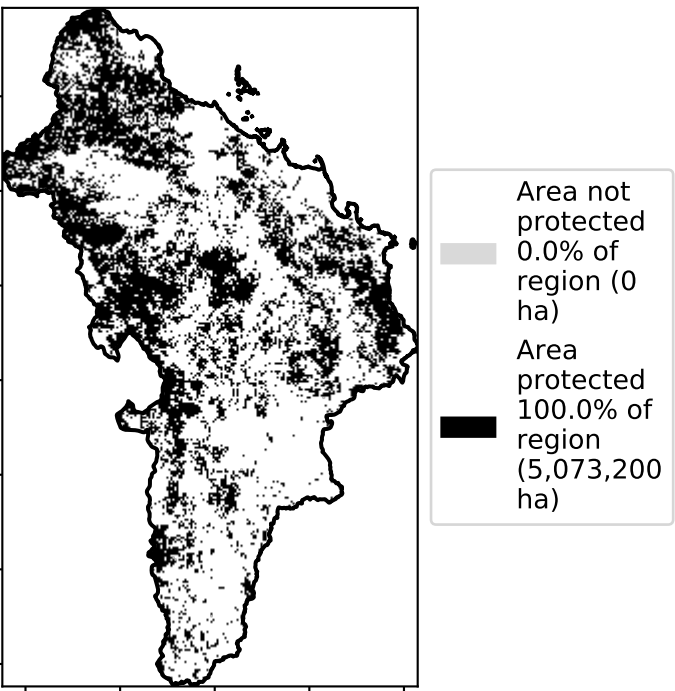 Area not
protected
0.0% of
region (0
ha)
Area
protected
100.0% of
region
(5,073,200
ha)